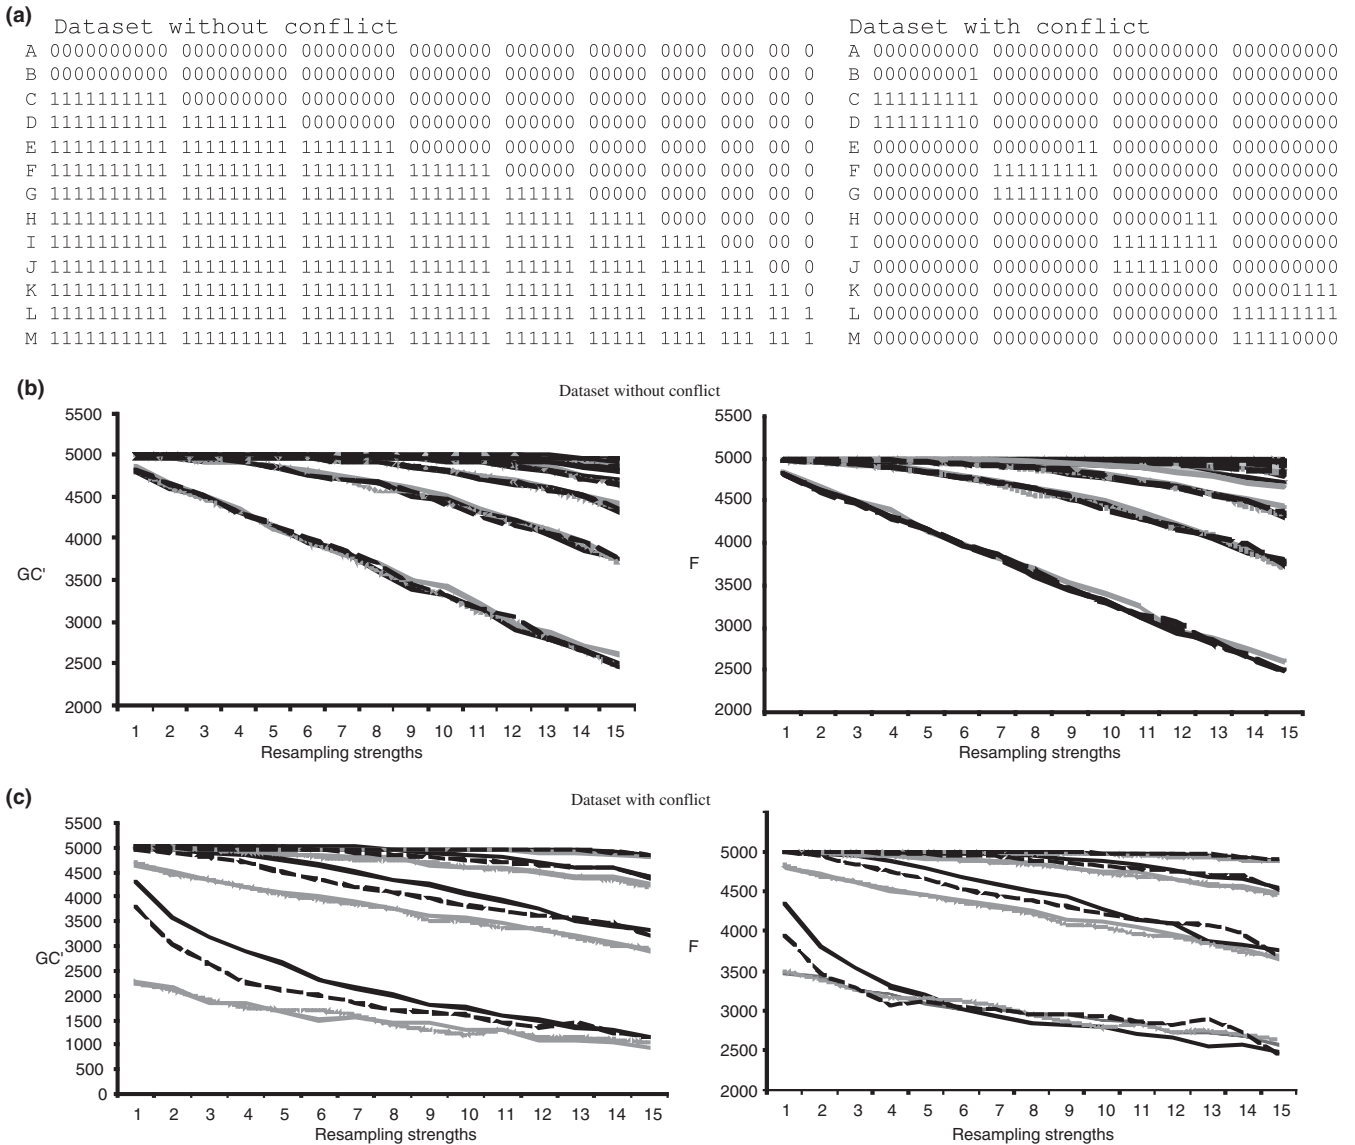 (a)
Dataset without conflict
A 0000000000 000000000 00000000 0000000 000000 00000 0000 000 00 0
B 0000000000 000000000 00000000 0000000 000000 00000 0000 000 00 0
C 1111111111 000000000 00000000 0000000 000000 00000 0000 000 00 0
D 1111111111 111111111 00000000 0000000 000000 00000 0000 000 00 0
E 1111111111 111111111 11111111 0000000 000000 00000 0000 000 00 0
F 1111111111 111111111 11111111 1111111 000000 00000 0000 000 00 0
G 1111111111 111111111 11111111 1111111 111111 00000 0000 000 00 0
H 1111111111 111111111 11111111 1111111 111111 11111 0000 000 00 0
I 1111111111 111111111 11111111 1111111 111111 11111 1111 000 00 0
J 1111111111 111111111 11111111 1111111 111111 11111 1111 111 00 0
K 1111111111 111111111 11111111 1111111 111111 11111 1111 111 11 0
L 1111111111 111111111 11111111 1111111 111111 11111 1111 111 11 1
M 1111111111 111111111 11111111 1111111 111111 11111 1111 111 11 1
Dataset with conflict
A 000000000 000000000 000000000 000000000
B 000000001 000000000 000000000 000000000
C 111111111 000000000 000000000 000000000
D 111111110 000000000 000000000 000000000
E 000000000 000000011 000000000 000000000
F 000000000 111111111 000000000 000000000
G 000000000 111111100 000000000 000000000
H 000000000 000000000 000000111 000000000
I 000000000 000000000 111111111 000000000
J 000000000 000000000 111111000 000000000
K 000000000 000000000 000000000 000001111
L 000000000 000000000 000000000 111111111
M 000000000 000000000 000000000 111110000
(b)
Dataset without conflict
5500
5000
4500
4000
GC'
3500
3000
2500
2000
1 2 3 4 5 6 7 8 9 10 11 12 13 14 15
Resampling strengths
5500
5000
4500
4000
F
3500
3000
2500
2000
1 2 3 4 5 6 7 8 9 10 11 12 13 14 15
Resampling strengths
(c)
Dataset with conflict
5500
5000
4500
4000
3500
3000
GC'
2500
2000
1500
1000
500
0
1 2 3 4 5 6 7 8 9 10 11 12 13 14 15
Resampling strengths
5000
4500
4000
F
3500
3000
2500
2000
1 2 3 4 5 6 7 8 9 10 11 12 13 14 15
Resampling strengths